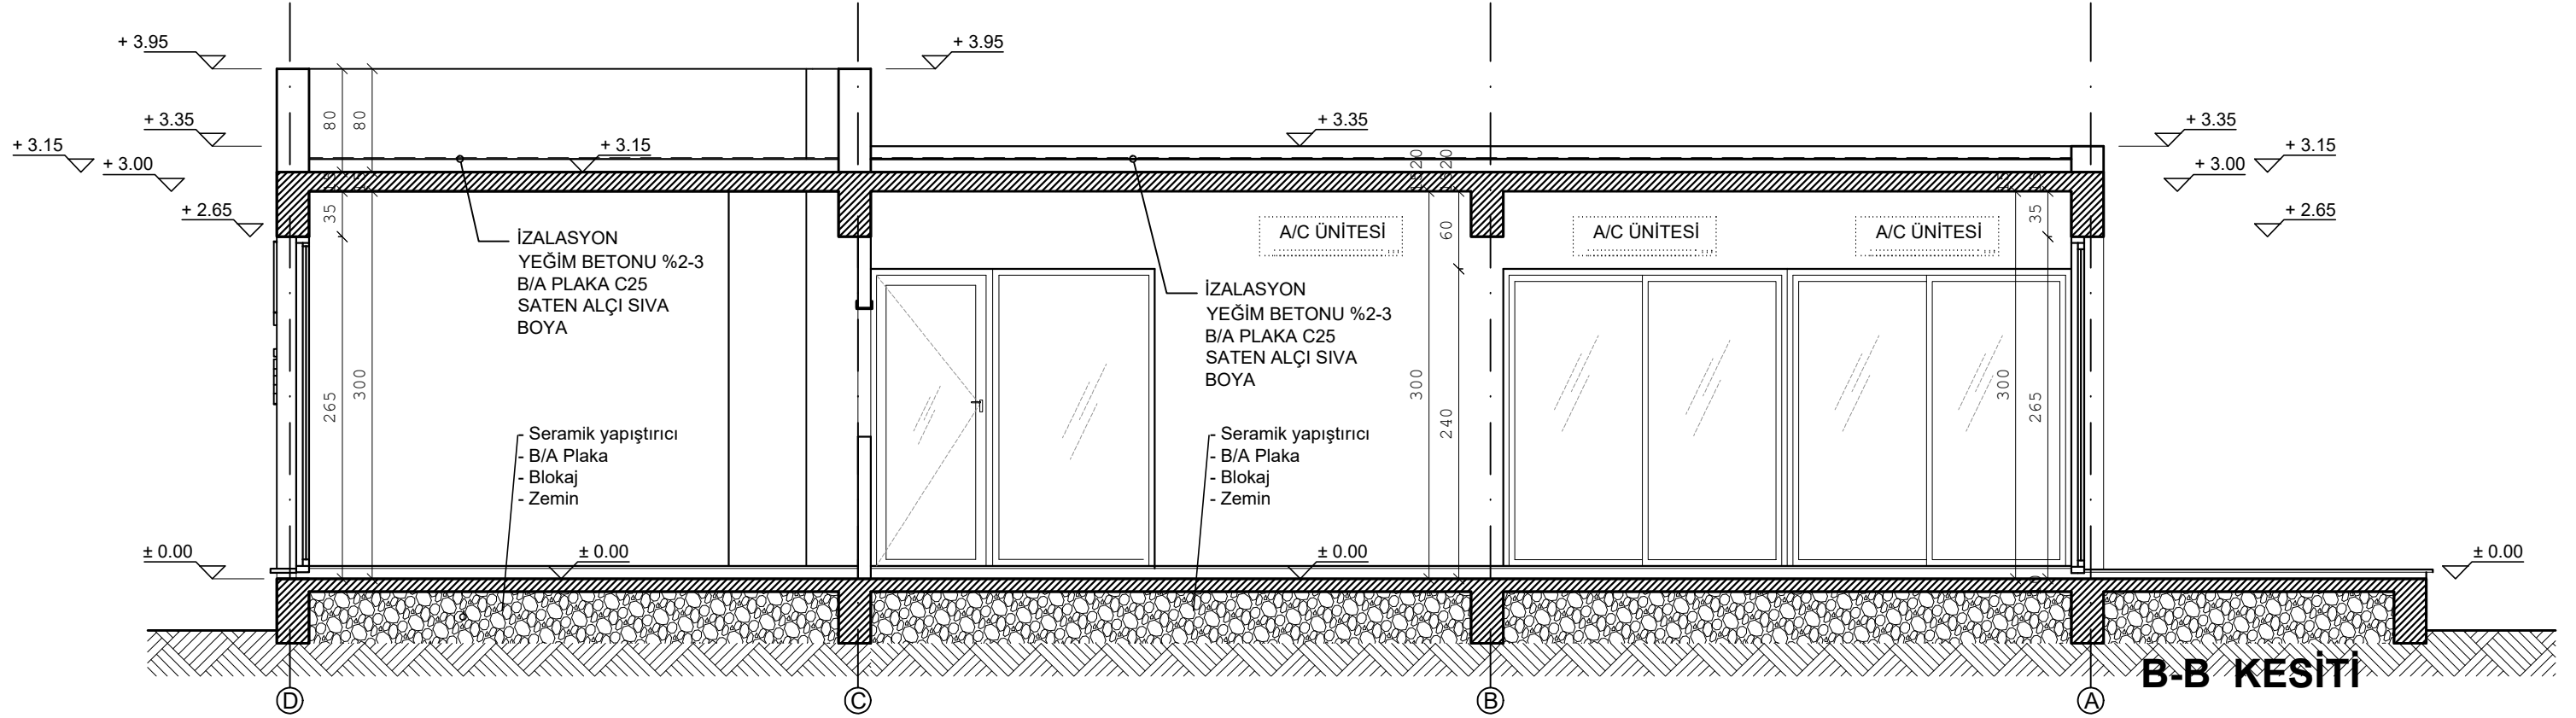 + 3.95
+ 3.95
+ 3.35
+ 3.35
+ 3.35
+ 3.15
+ 3.15
+ 3.15
+ 3.00
+ 3.00
+ 2.65
+ 2.65
80
80
35
265
300
İZALASYON
YEĞİM BETONU %2-3
B/A PLAKA C25
SATEN ALÇI SIVA
BOYA
İZALASYON
YEĞİM BETONU %2-3
B/A PLAKA C25
SATEN ALÇI SIVA
BOYA
A/C ÜNİTESİ
A/C ÜNİTESİ
A/C ÜNİTESİ
20
20
60
300
240
15
15
35
300
265
- Seramik yapıştırıcı
- B/A Plaka
- Blokaj
- Zemin
- Seramik yapıştırıcı
- B/A Plaka
- Blokaj
- Zemin
± 0.00
± 0.00
± 0.00
± 0.00
B-B KESİTİ
D
C
B
A